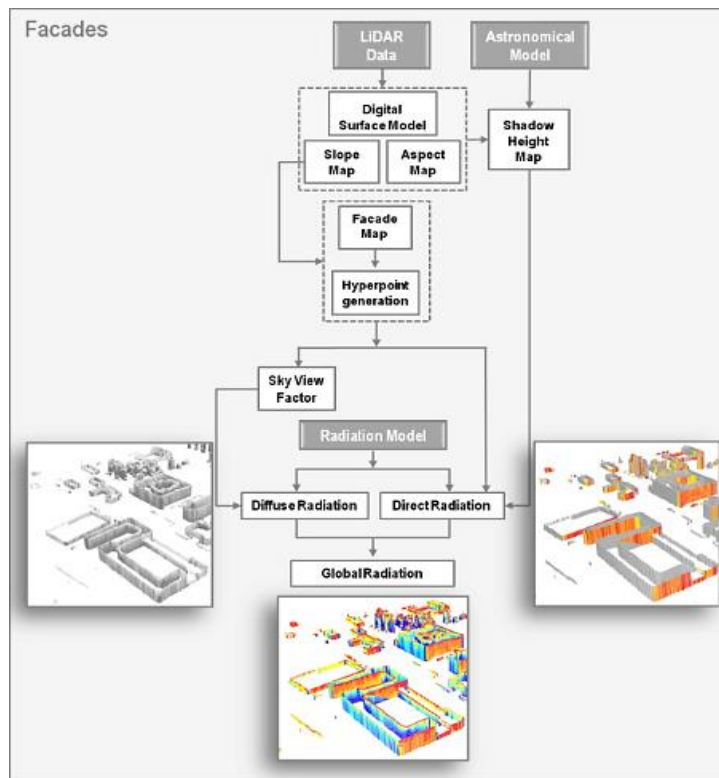 Facades
LiDAR
Data
Astronomical
Model
Digital
Surface Model
Slope
Map
Aspect
Map
Shadow
Height
Map
Facade
Map
Hyperpoint
generation
Sky View
Factor
Radiation Model
Diffuse Radiation
Direct Radiation
Global Radiation